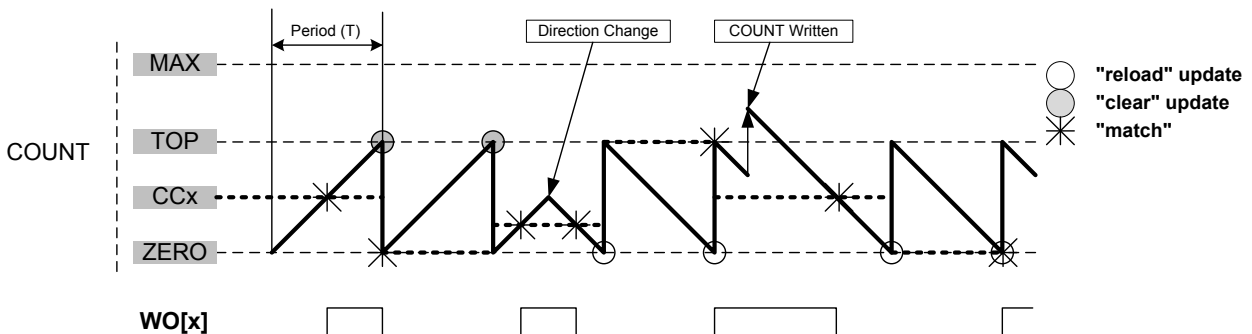 Period (T)
Direction Change
COUNT Written
MAX
"reload" update
"clear" update
"match"
TOP
COUNT
CCx
ZERO
WO[x]